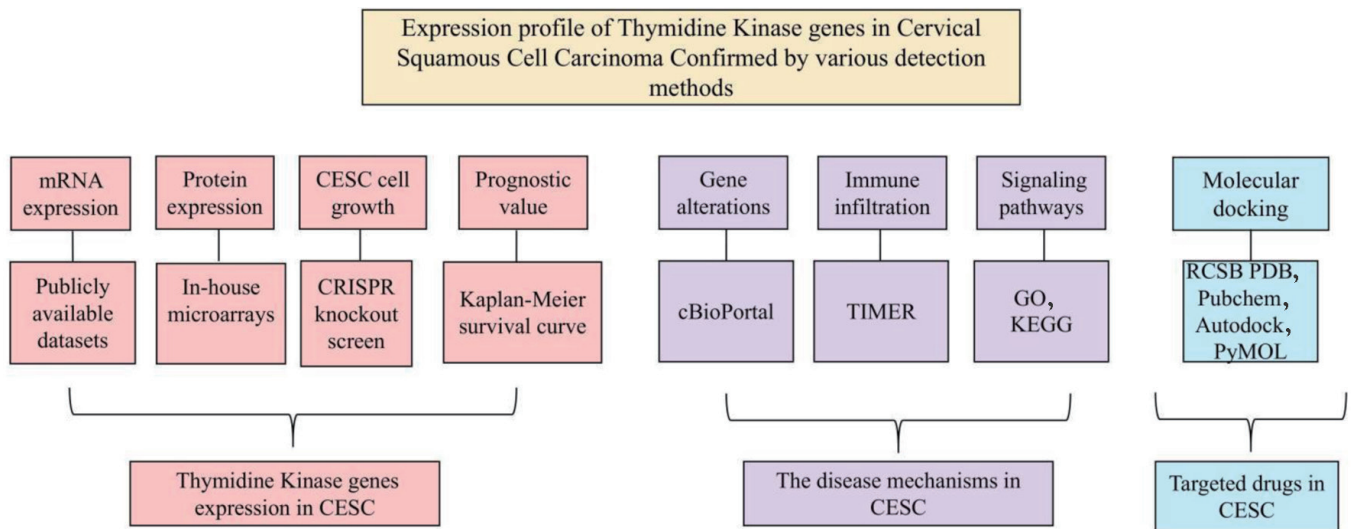 Expression profile of Thymidine Kinase genes in Cervical
Squamous Cell Carcinoma Confirmed by various detection
methods
mRNA
expression
Protein
expression
CESC cell
growth
Prognostic
value
Gene
alterations
Immune
infiltration
Signaling
pathways
Molecular
docking
Publicly
available
datasets
In-house
microarrays
CRISPR
knockout
screen
Kaplan-Meier
survival curve
cBioPortal
TIMER
GO,
KEGG
RCSB PDB,
Pubchem,
Autodock,
PyMOL
Thymidine Kinase genes
expression in CESC
The disease mechanisms in
CESC
Targeted drugs in
CESC